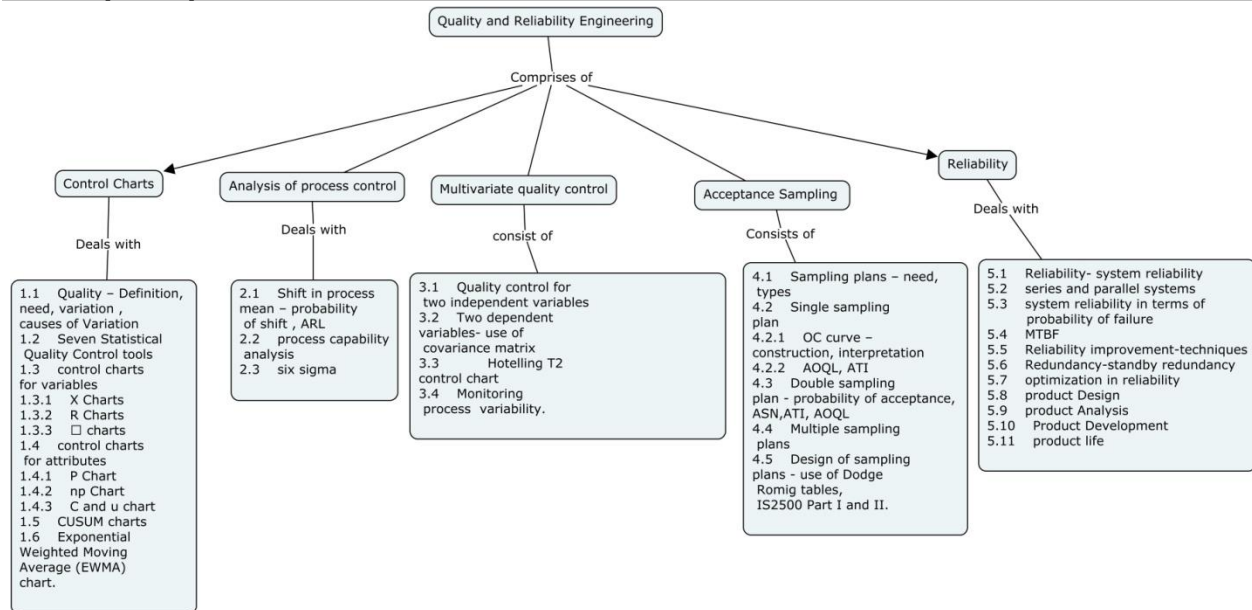 Quality and Reliability Engineering
Comprises of
Control Charts
Deals with
1.1 Quality – Definition,
need, variation ,
causes of Variation
1.2 Seven Statistical
Quality Control tools
1.3 control charts
for variables
1.3.1 X Charts
1.3.2 R Charts
1.3.3 □ charts
1.4 control charts
for attributes
1.4.1 P Chart
1.4.2 np Chart
1.4.3 C and u chart
1.5 CUSUM charts
1.6 Exponential
Weighted Moving
Average (EWMA)
chart.
Analysis of process control
Deals with
2.1 Shift in process
mean – probability
of shift , ARL
2.2 process capability
analysis
2.3 six sigma
Multivariate quality control
consist of
3.1 Quality control for
two independent variables
3.2 Two dependent
variables- use of
covariance matrix
3.3 Hotelling T2
control chart
3.4 Monitoring
process variability.
Acceptance Sampling
Consists of
4.1 Sampling plans – need,
types
4.2 Single sampling
plan
4.2.1 OC curve –
construction, interpretation
4.2.2 AOQL, ATI
4.3 Double sampling
plan - probability of acceptance,
ASN,ATI, AOQL
4.4 Multiple sampling
plans
4.5 Design of sampling
plans - use of Dodge
Romig tables,
IS2500 Part I and II.
Reliability
Deals with
5.1 Reliability- system reliability
5.2 series and parallel systems
5.3 system reliability in terms of
probability of failure
5.4 MTBF
5.5 Reliability improvement-techniques
5.6 Redundancy-standby redundancy
5.7 optimization in reliability
5.8 product Design
5.9 product Analysis
5.10 Product Development
5.11 product life